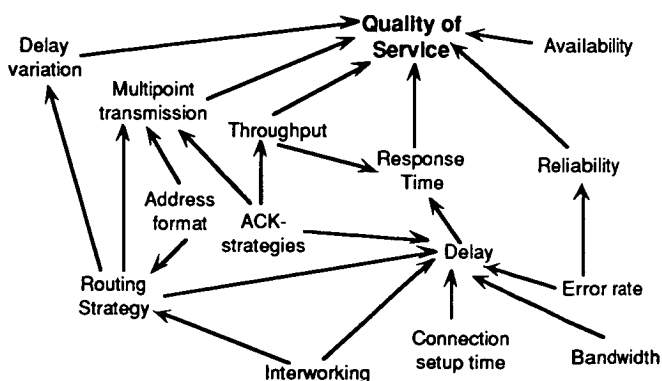 Quality of
Service
Delay
variation
Availability
Multipoint
transmission
Throughput
Response
Time
Reliability
Address
format
ACK-
strategies
Delay
Routing
Strategy
Error rate
Connection
setup time
Bandwidth
Interworking